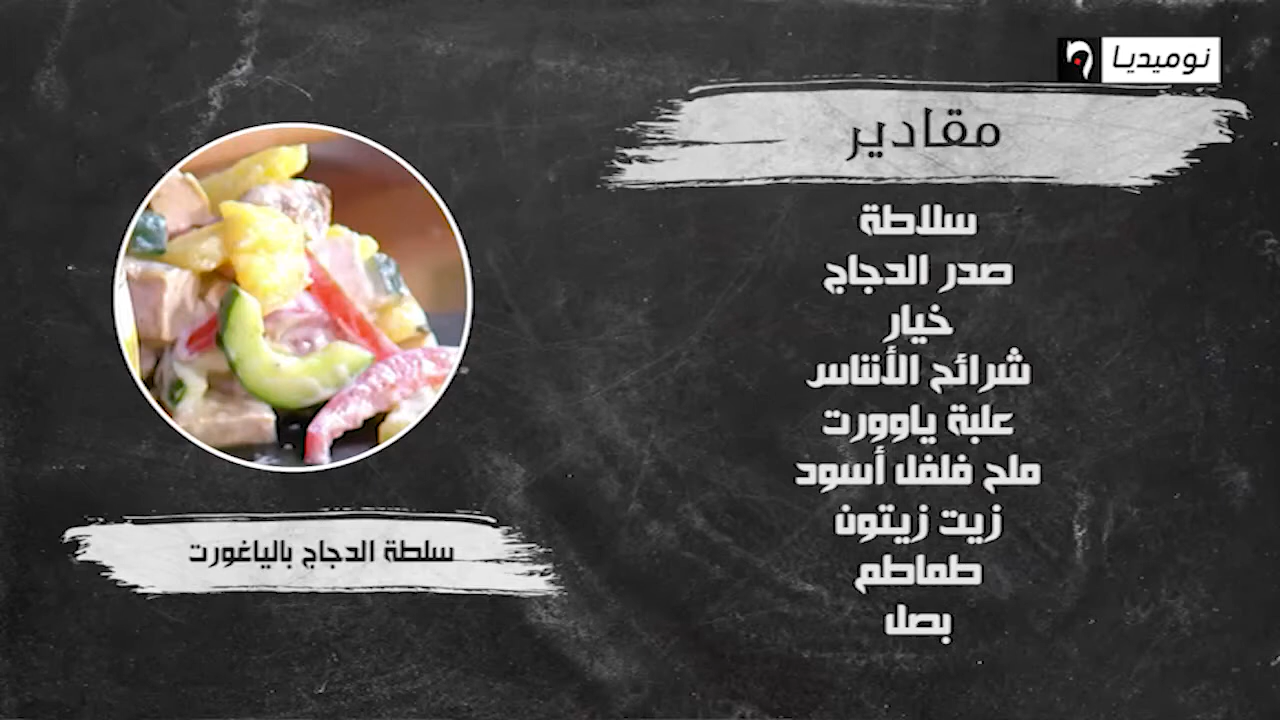 نوميديا
مقادير
سلاطة
صدر الدجاج
خيار
شرائح الأنناس
علبة ياوورت
ملح فلفل أسود
زيت زيتون
طماطم
بصل
سلطة الدجاج بالياغورت